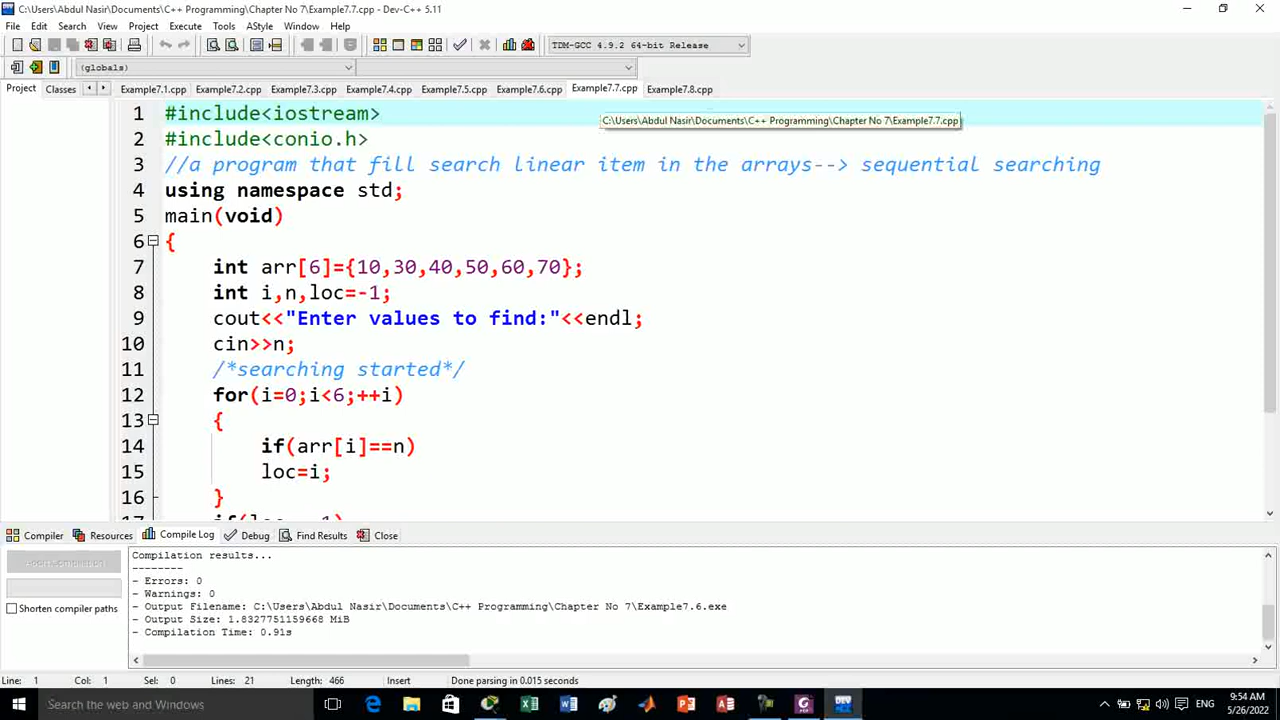 C:\Users\Abdul Nasir\Documents\C++ Programming\Chapter No 7\Example7.7.cpp - Dev-C++ 5.11
File Edit Search View Project Execute Tools AStyle Window Help
TDM-GCC 4.9.2 64-bit Release
(globals)
Project Classes Example7.1.cpp Example7.2.cpp Example7.3.cpp Example7.4.cpp Example7.5.cpp Example7.6.cpp Example7.7.cpp Example7.8.cpp
1 #include<iostream>
C:\Users\Abdul Nasir\Documents\C++ Programming\Chapter No 7\Example7.7.cpp
2 #include<conio.h>
3 //a program that fill search linear item in the arrays--> sequential searching
4 using namespace std;
5 main(void)
6 {
7 int arr[6]={10,30,40,50,60,70};
8 int i,n,loc=-1;
9 cout<<"Enter values to find:"<<endl;
10 cin>>n;
11 /*searching started*/
12 for(i=0;i<6;++i)
13 {
14 if(arr[i]==n)
15 loc=i;
16 }
Compiler Resources Compile Log Debug Find Results Close
Abort Compilation
Shorten compiler paths
Compilation results...
--------
- Errors: 0
- Warnings: 0
- Output Filename: C:\Users\Abdul Nasir\Documents\C++ Programming\Chapter No 7\Example7.6.exe
- Output Size: 1.8327751159668 MiB
- Compilation Time: 0.91s
Line: 1 Col: 1 Sel: 0 Lines: 21 Length: 466 Insert Done parsing in 0.015 seconds
Search the web and Windows
ENG
9:54 AM
5/26/2022